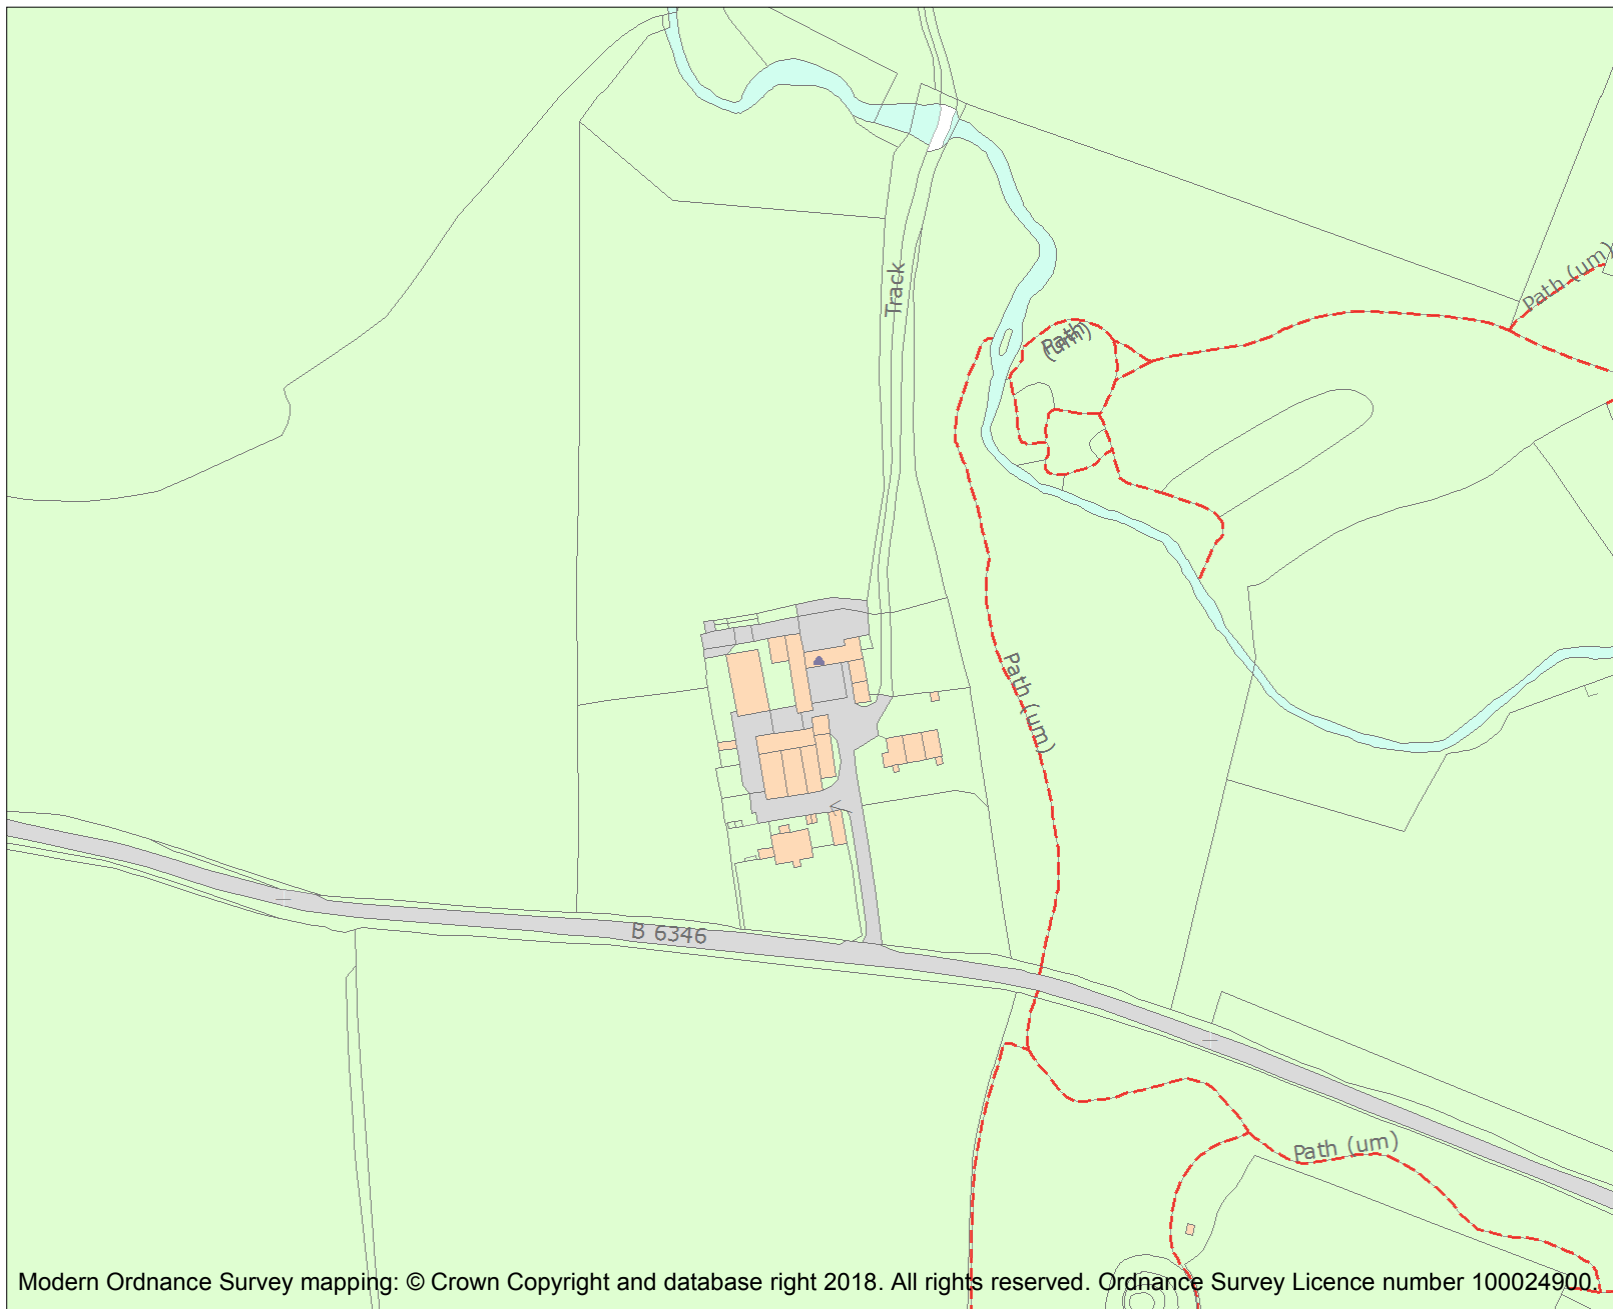 Track
Path (um)
Path
(um)
Path (um)
B 6346
Path (um)
Modern Ordnance Survey mapping: © Crown Copyright and database right 2018. All rights reserved. Ordnance Survey Licence number 100024900.